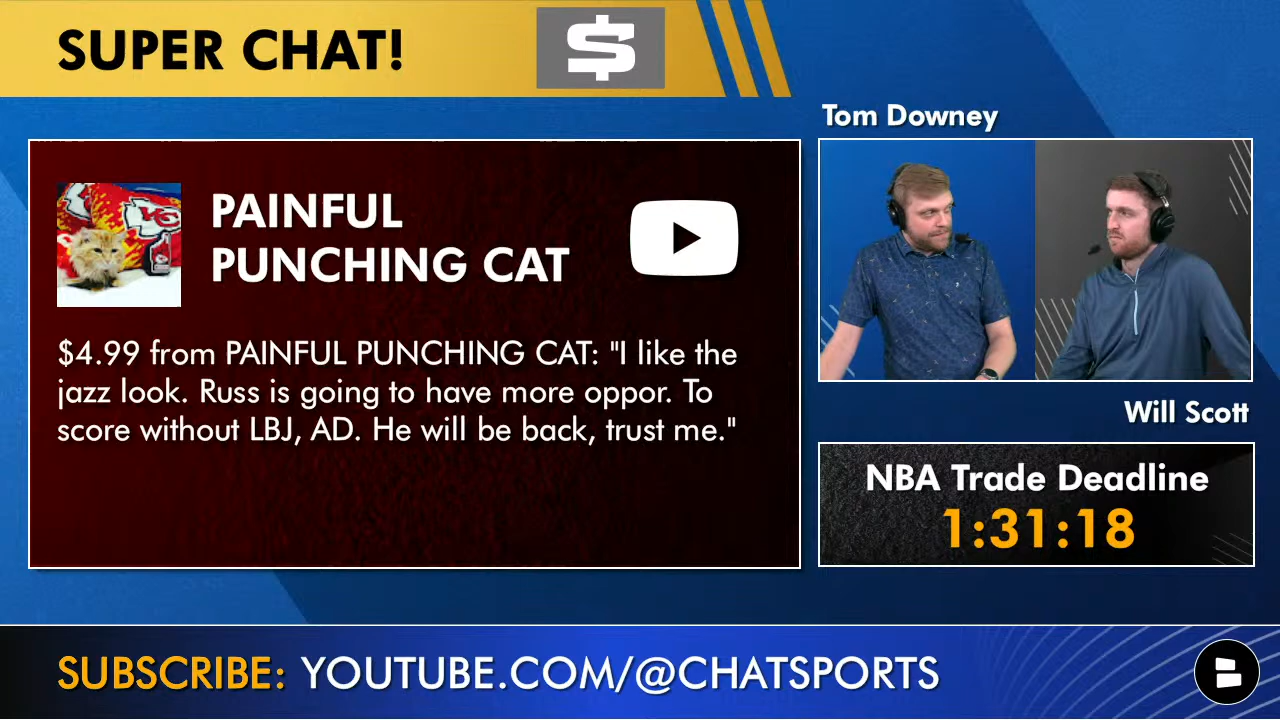 SUPER CHAT!
$
Tom Downey
PAINFUL
PUNCHING CAT
$4.99 from PAINFUL PUNCHING CAT: "I like the
jazz look. Russ is going to have more oppor. To
score without LBJ, AD. He will be back, trust me."
Will Scott
NBA Trade Deadline
1:31:18
SUBSCRIBE: YOUTUBE.COM/@CHATSPORTS